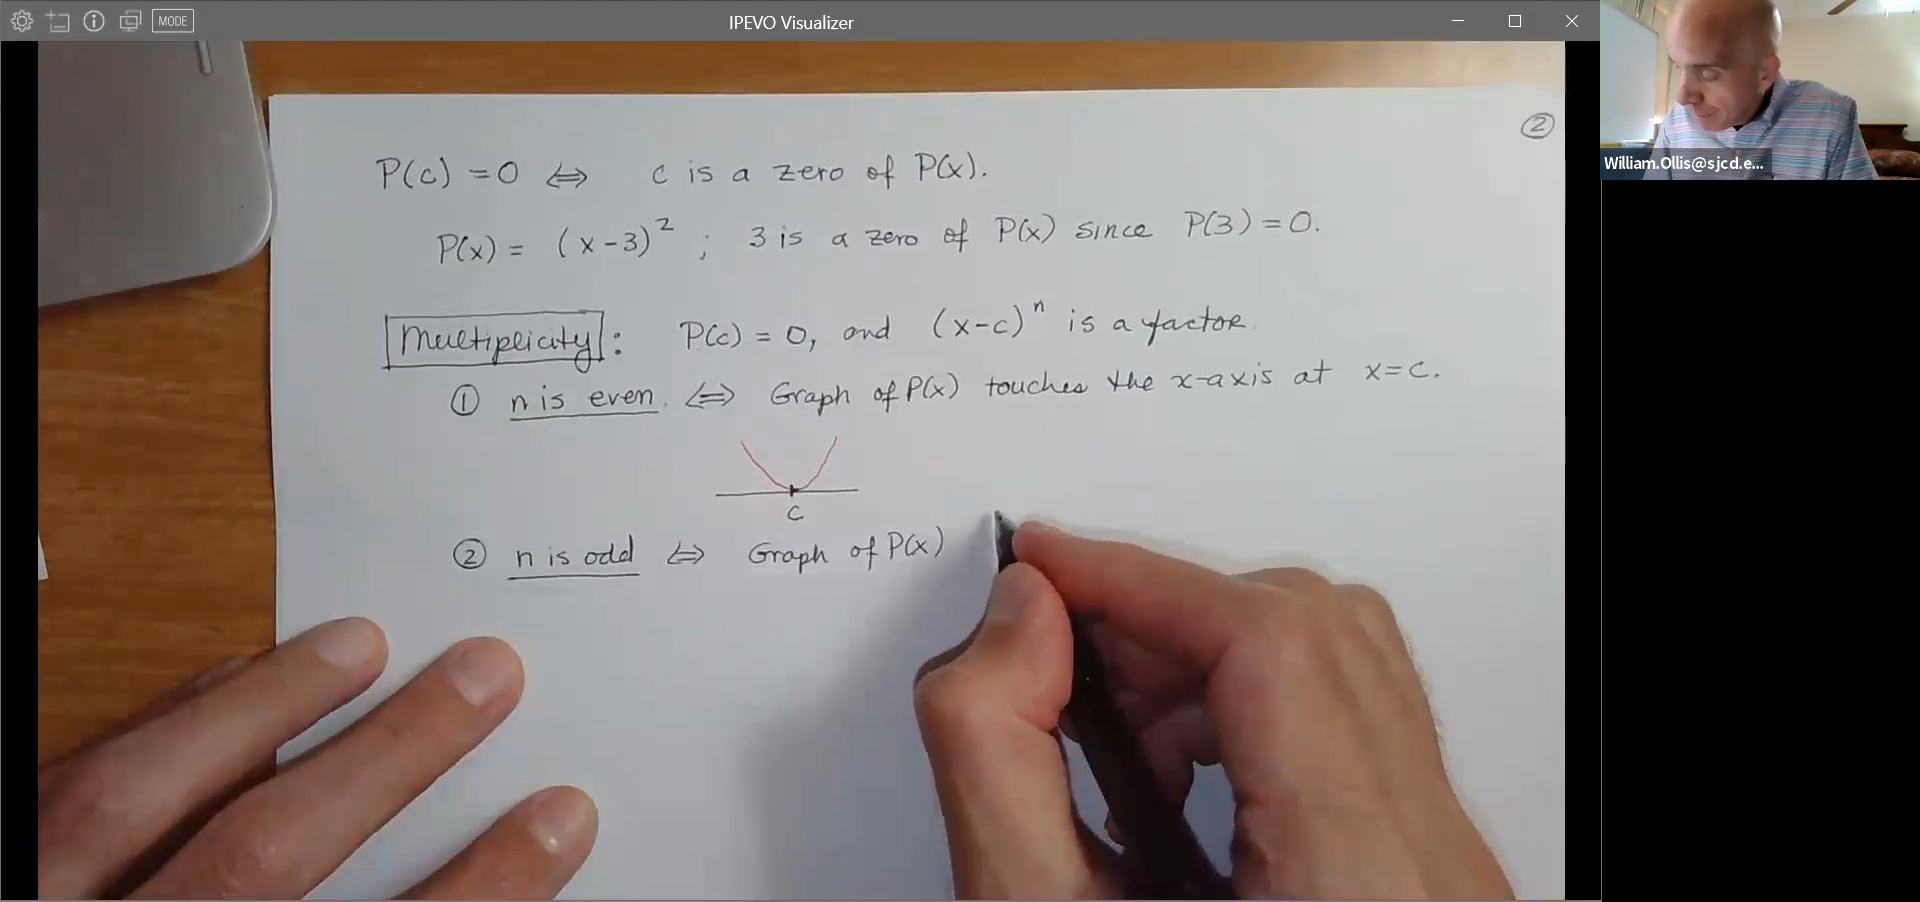 MODE
IPEVO Visualizer
William.Ollis@sjcd.e...
2
P(c) = 0 ⇔ c is a zero of P(x).
P(x) = (x-3)² ; 3 is a zero of P(x) since P(3) = 0.
Multiplicity : P(c) = 0, and (x-c)ⁿ is a factor.
① n is even. ⇔ Graph of P(x) touches the x-axis at x=c.
c
② n is odd ⇔ Graph of P(x)